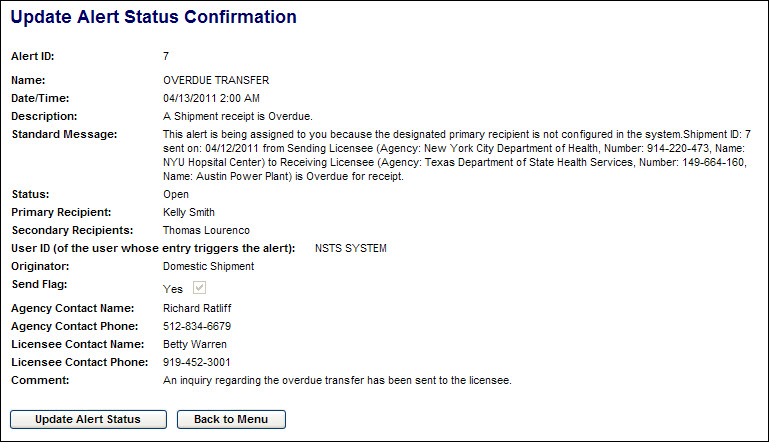 Update Alert Status Confirmation
Alert ID: 7
Name: OVERDUE TRANSFER
Date/Time: 04/13/2011 2:00 AM
Description: A Shipment receipt is Overdue.
Standard Message: This alert is being assigned to you because the designated primary recipient is not configured in the system.Shipment ID: 7
sent on: 04/12/2011 from Sending Licensee (Agency: New York City Department of Health, Number: 914-220-473, Name:
NYU Hopsital Center) to Receiving Licensee (Agency: Texas Department of State Health Services, Number: 149-664-160,
Name: Austin Power Plant) is Overdue for receipt.
Status: Open
Primary Recipient: Kelly Smith
Secondary Recipients: Thomas Lourenco
User ID (of the user whose entry triggers the alert): NSTS SYSTEM
Originator: Domestic Shipment
Send Flag: Yes
Agency Contact Name: Richard Ratliff
Agency Contact Phone: 512-834-6679
Licensee Contact Name: Betty Warren
Licensee Contact Phone: 919-452-3001
Comment: An inquiry regarding the overdue transfer has been sent to the licensee.
Update Alert Status Back to Menu